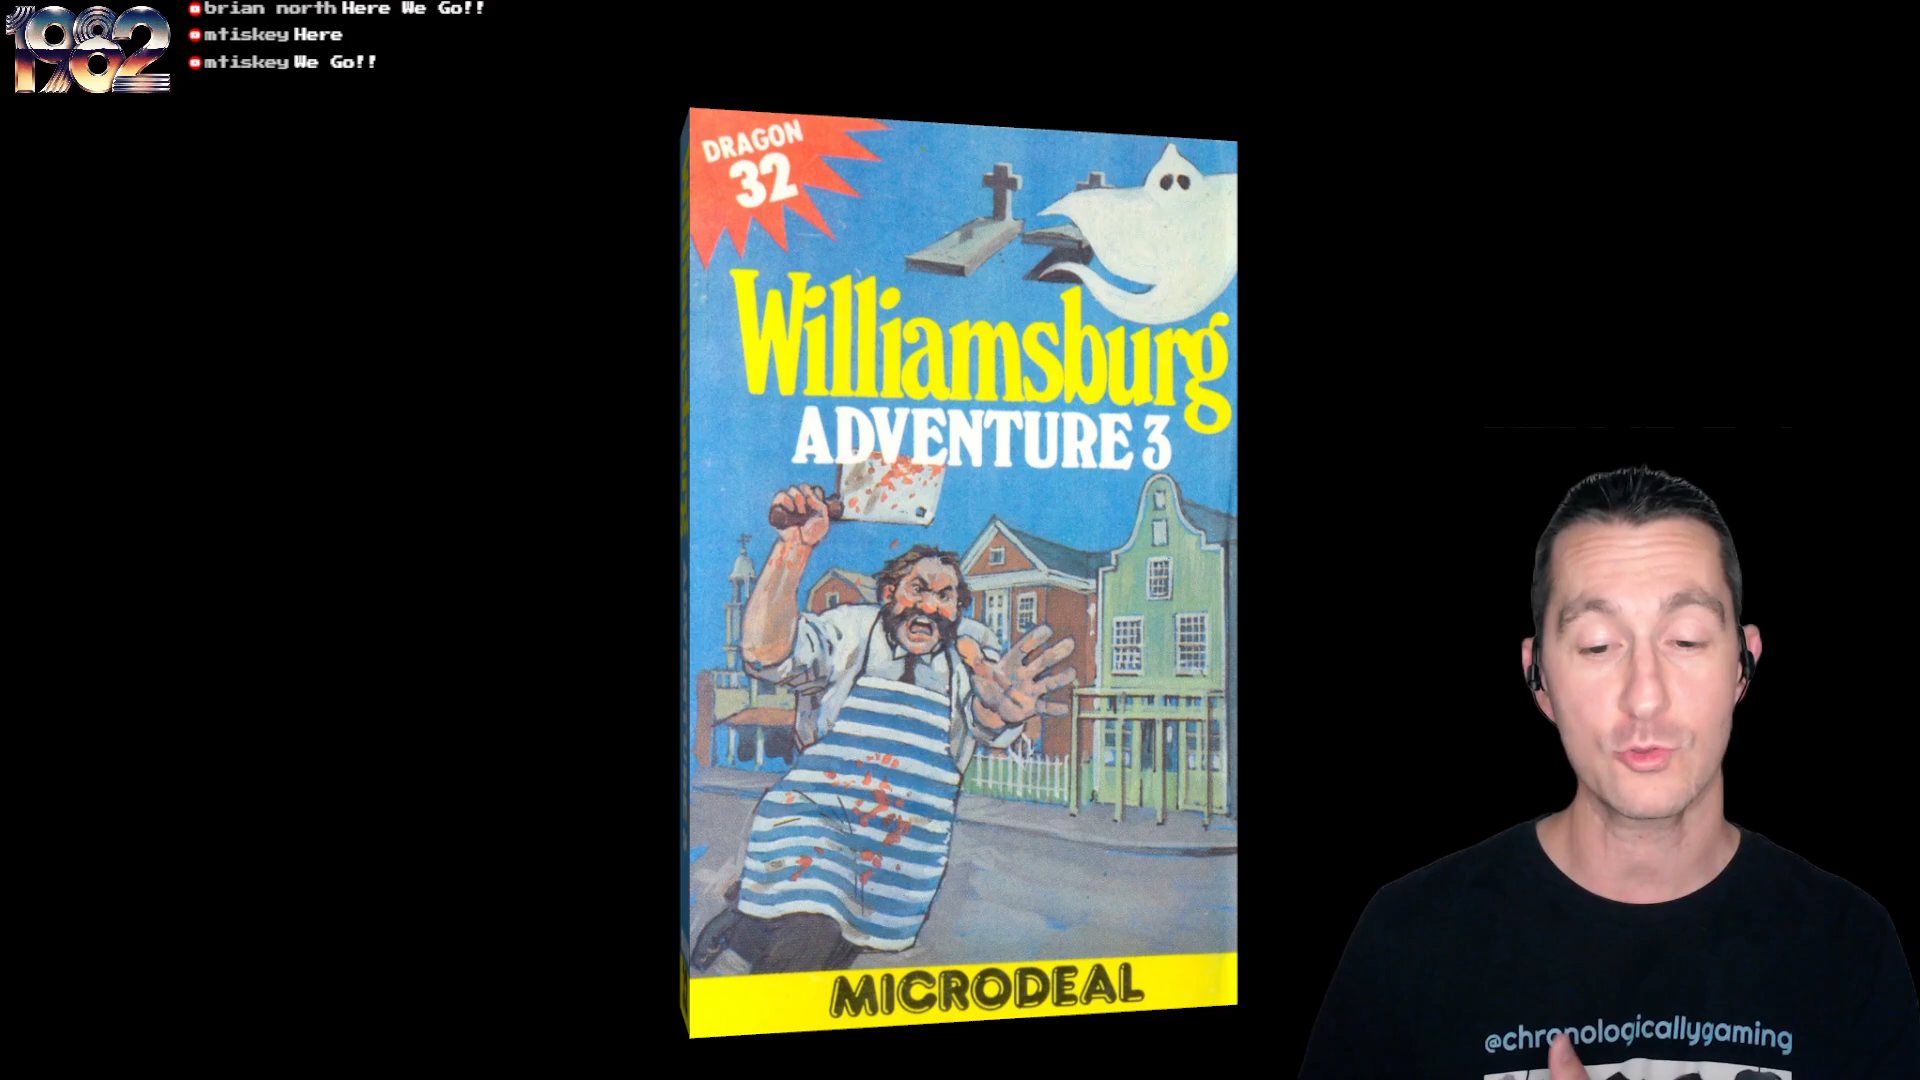 1982
brian north Here We Go!!
mtiskey Here
mtiskey We Go!!
DRAGON
32
Williamsburg
ADVENTURE 3
MICRODEAL
@chronologicallygaming